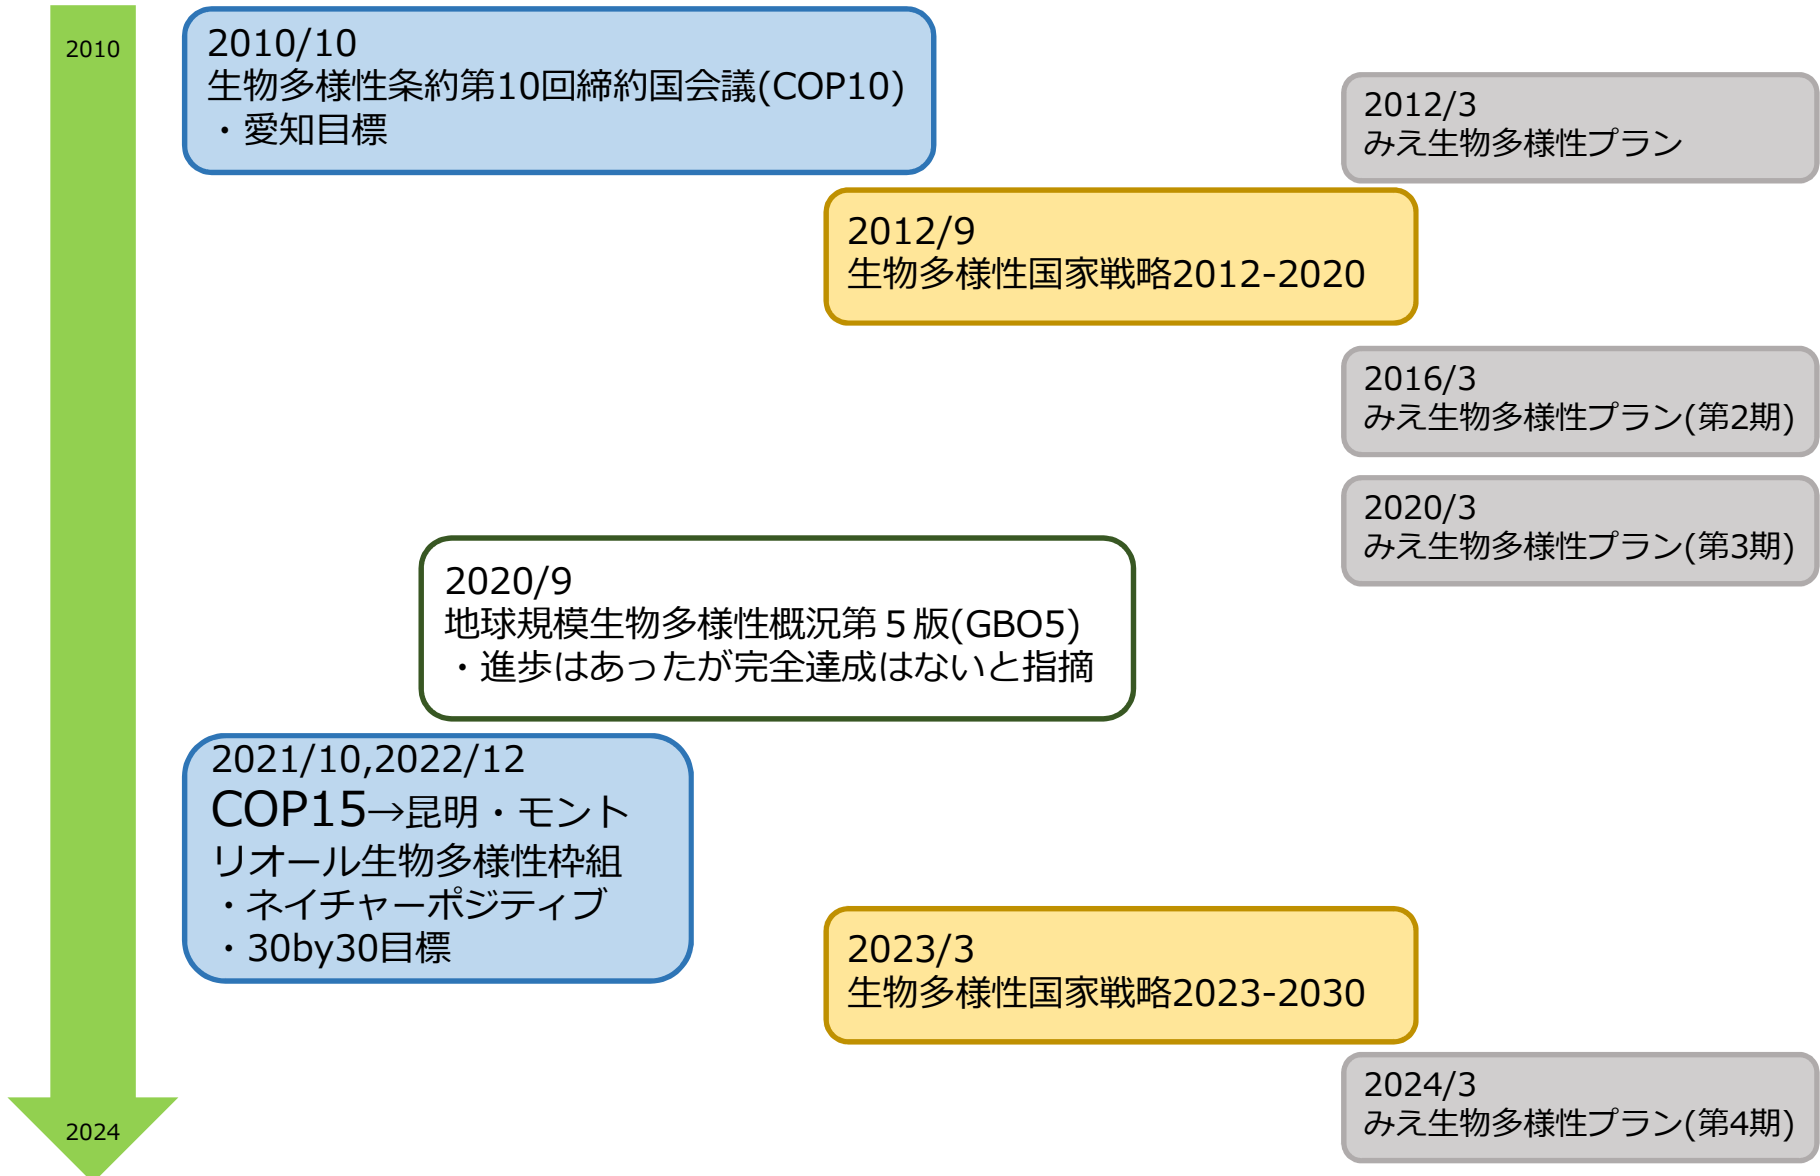 2010
2010/10
生物多様性条約第10回締約国会議(COP10)
・愛知目標
2012/3
みえ生物多様性プラン
2012/9
生物多様性国家戦略2012-2020
2016/3
みえ生物多様性プラン(第2期)
2020/3
みえ生物多様性プラン(第3期)
2020/9
地球規模生物多様性概況第５版(GBO5)
・進歩はあったが完全達成はないと指摘
2021/10,2022/12
COP15→昆明・モント
リオール生物多様性枠組
・ネイチャーポジティブ
・30by30目標
2023/3
生物多様性国家戦略2023-2030
2024/3
みえ生物多様性プラン(第4期)
2024